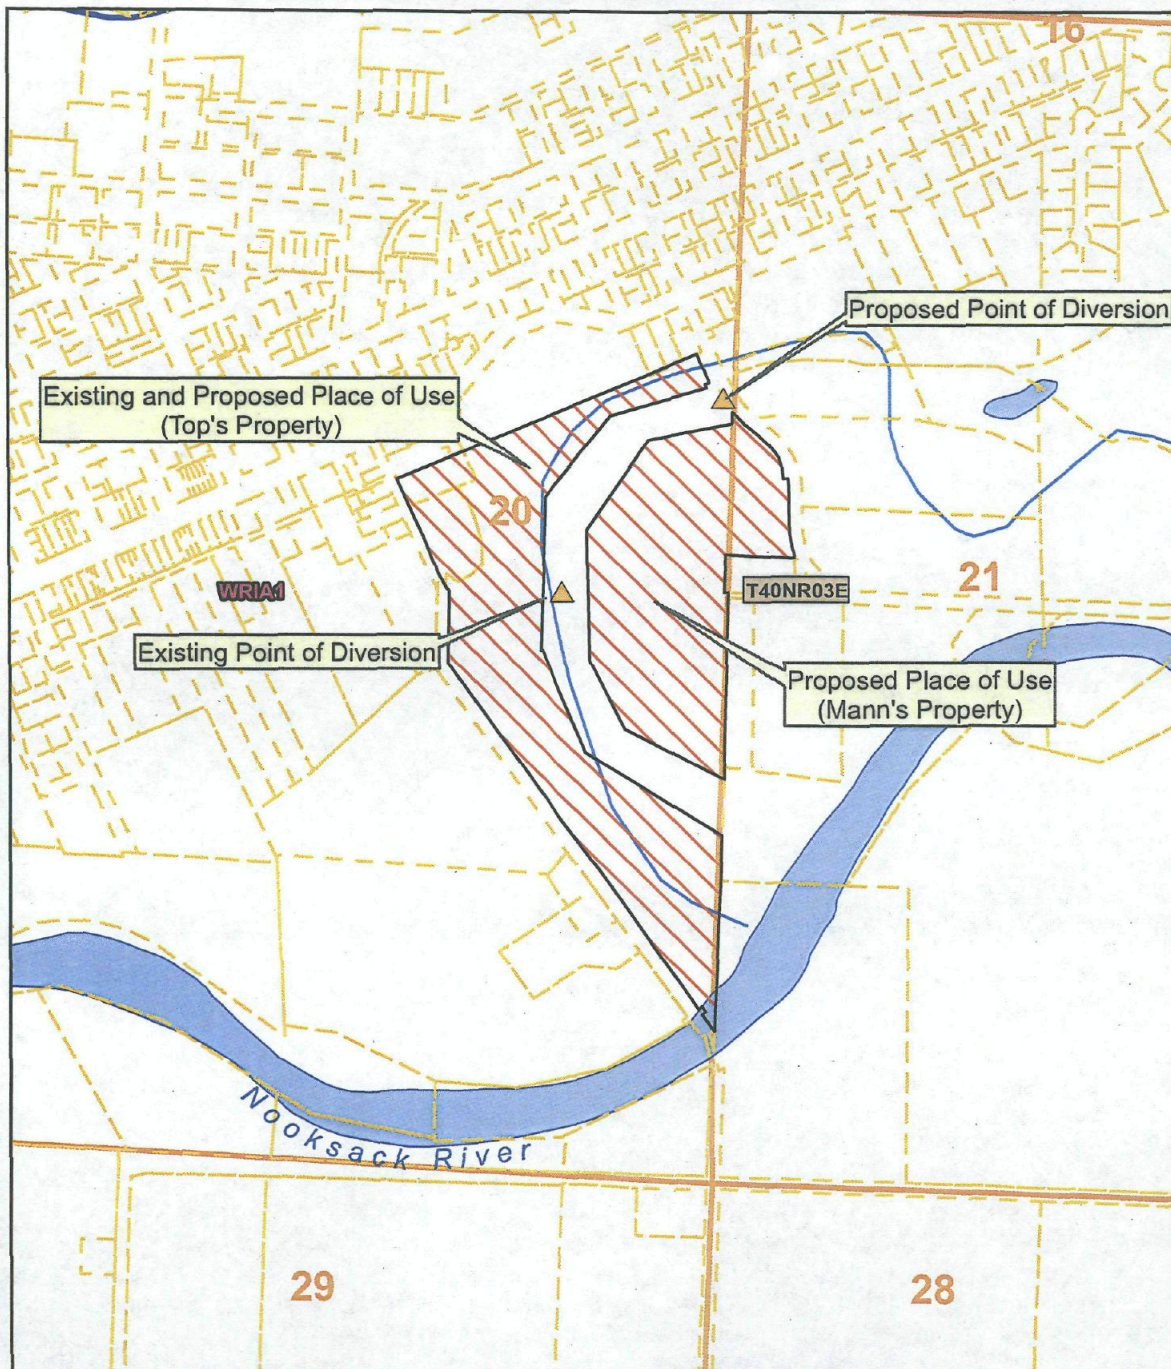 16
Proposed Point of Diversion
Existing and Proposed Place of Use
(Top's Property)
20
WRIA1
T40NR03E
21
Existing Point of Diversion
Proposed Place of Use
(Mann's Property)
Nooksack River
29
28